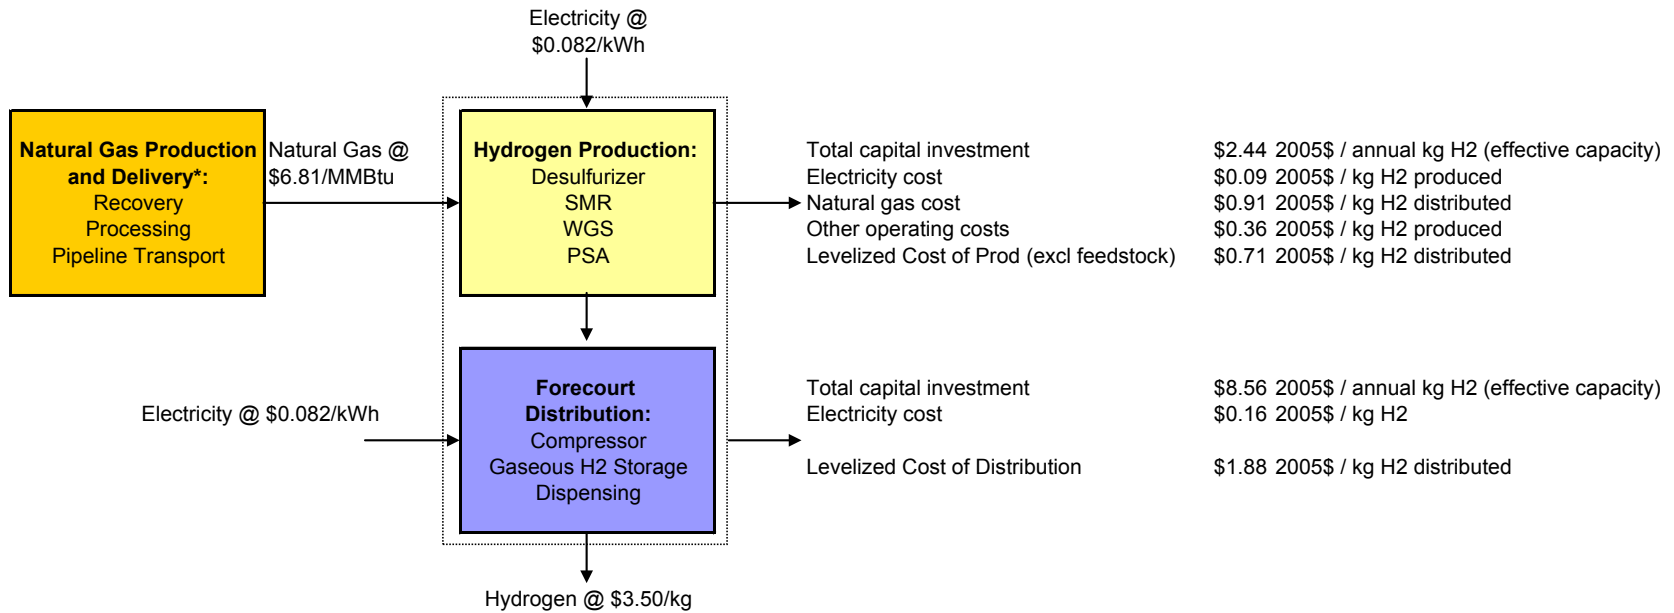 Electricity @
$0.082/kWh
Natural Gas Production
and Delivery*:
Recovery
Processing
Pipeline Transport
Natural Gas @
$6.81/MMBtu
Hydrogen Production:
Desulfurizer
SMR
WGS
PSA
Total capital investment $2.44 2005$ / annual kg H2 (effective capacity)
Electricity cost $0.09 2005$ / kg H2 produced
Natural gas cost $0.91 2005$ / kg H2 distributed
Other operating costs $0.36 2005$ / kg H2 produced
Levelized Cost of Prod (excl feedstock) $0.71 2005$ / kg H2 distributed
Electricity @ $0.082/kWh
Forecourt
Distribution:
Compressor
Gaseous H2 Storage
Dispensing
Total capital investment $8.56 2005$ / annual kg H2 (effective capacity)
Electricity cost $0.16 2005$ / kg H2
Levelized Cost of Distribution $1.88 2005$ / kg H2 distributed
Hydrogen @ $3.50/kg